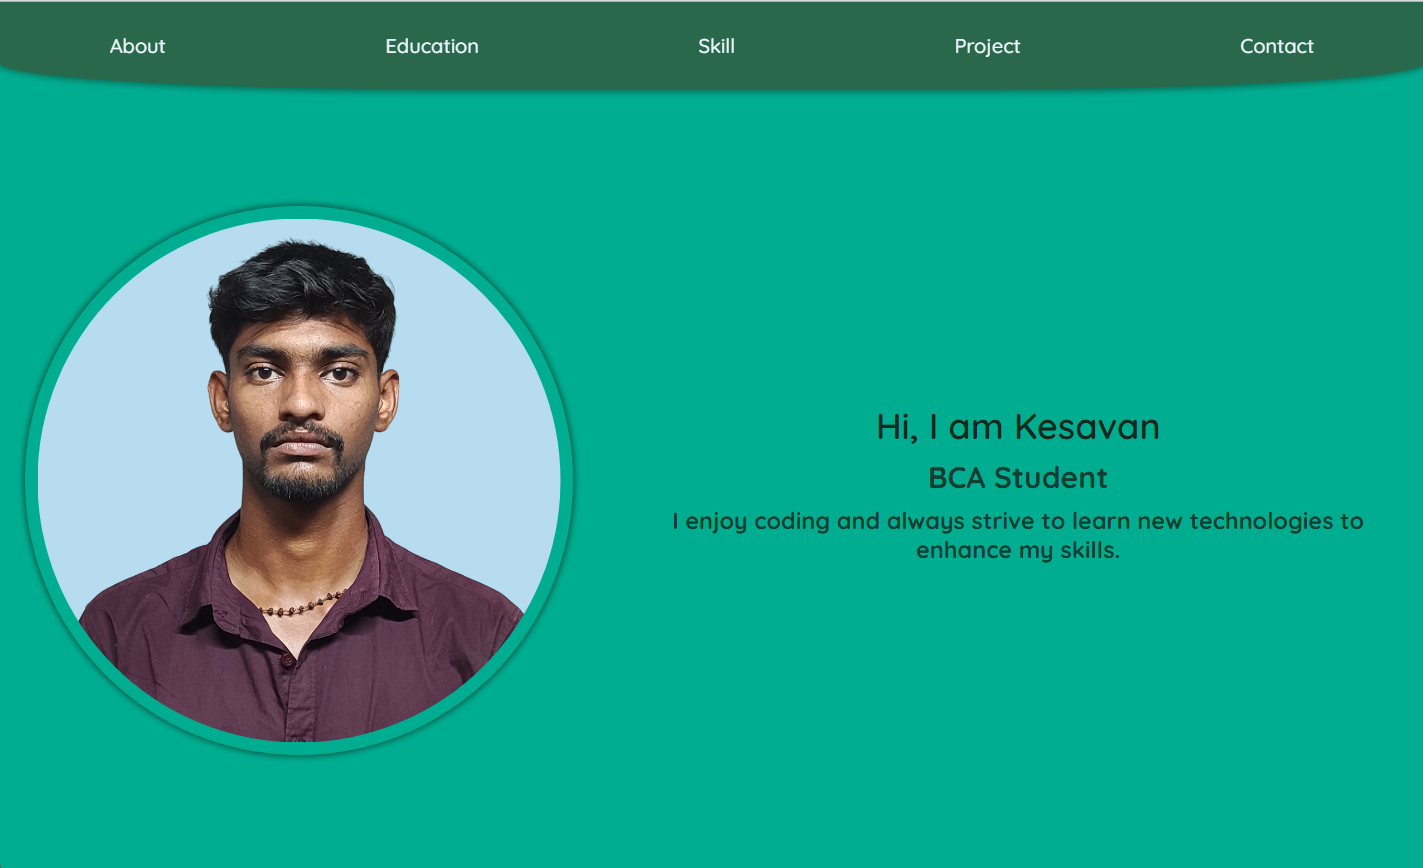 About Education Skill Project Contact
Hi, I am Kesavan
BCA Student
I enjoy coding and always strive to learn new technologies to
enhance my skills.